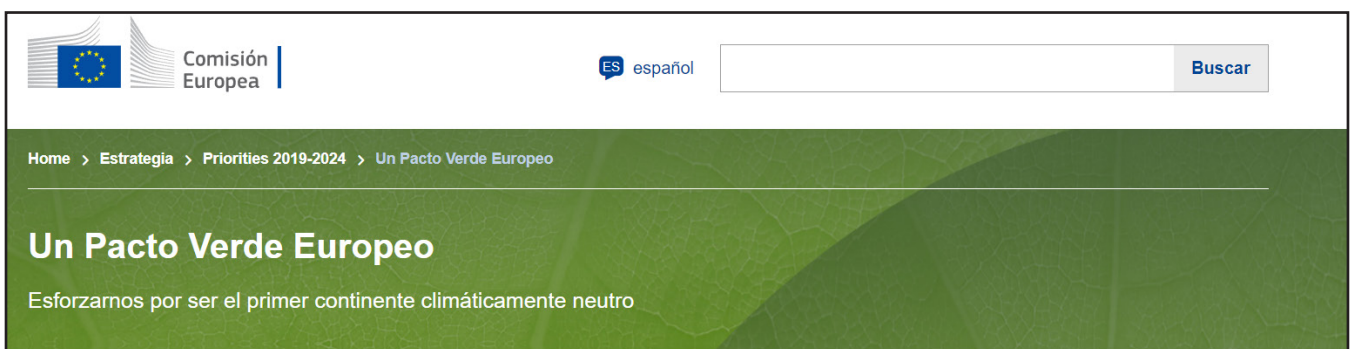 Comisión
Europea
ES español
Buscar
Home > Estrategia > Priorities 2019-2024 > Un Pacto Verde Europeo
Un Pacto Verde Europeo
Esforzarnos por ser el primer continente climáticamente neutro